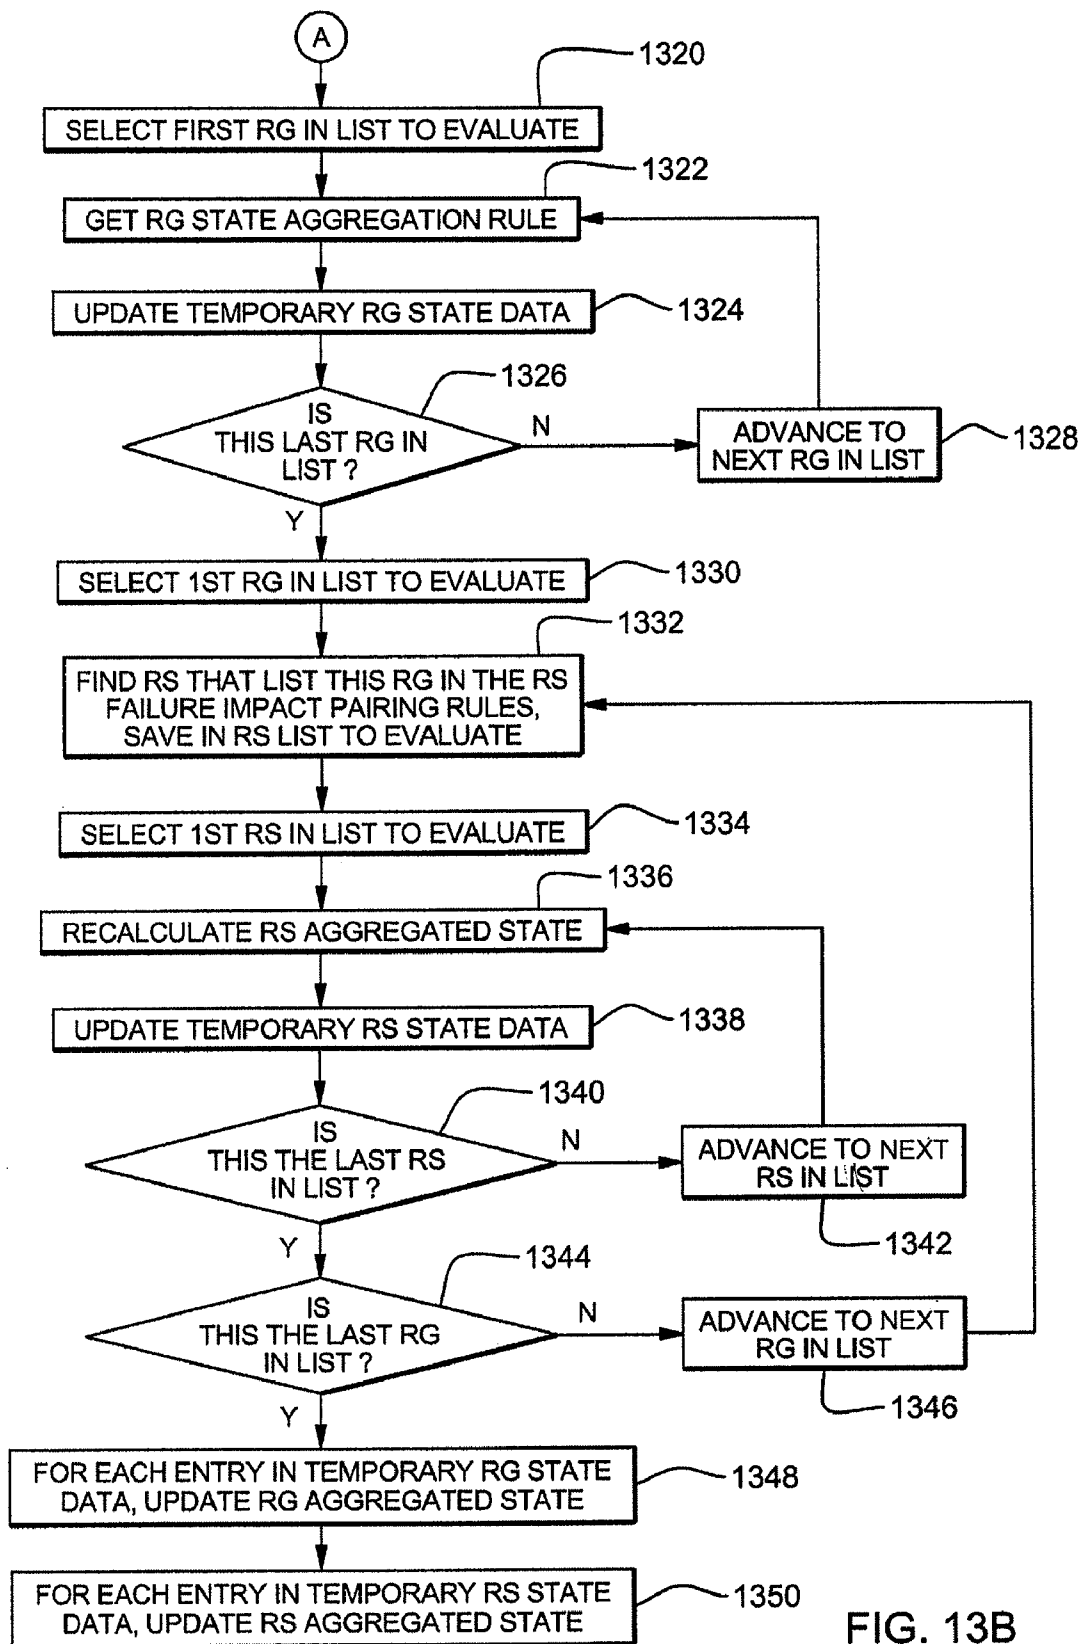 A
1320
SELECT FIRST RG IN LIST TO EVALUATE
1322
GET RG STATE AGGREGATION RULE
UPDATE TEMPORARY RG STATE DATA
1324
1326
IS
THIS LAST RG IN
LIST ?
N
ADVANCE TO
NEXT RG IN LIST
1328
Y
SELECT 1ST RG IN LIST TO EVALUATE
1330
1332
FIND RS THAT LIST THIS RG IN THE RS
FAILURE IMPACT PAIRING RULES,
SAVE IN RS LIST TO EVALUATE
SELECT 1ST RS IN LIST TO EVALUATE
1334
1336
RECALCULATE RS AGGREGATED STATE
UPDATE TEMPORARY RS STATE DATA
1338
1340
IS
THIS THE LAST RS
IN LIST ?
N
ADVANCE TO NEXT
RS IN LIST
1342
Y
1344
IS
THIS THE LAST RG
IN LIST ?
N
ADVANCE TO NEXT
RG IN LIST
1346
Y
FOR EACH ENTRY IN TEMPORARY RG STATE
DATA, UPDATE RG AGGREGATED STATE
1348
FOR EACH ENTRY IN TEMPORARY RS STATE
DATA, UPDATE RS AGGREGATED STATE
1350
FIG. 13B